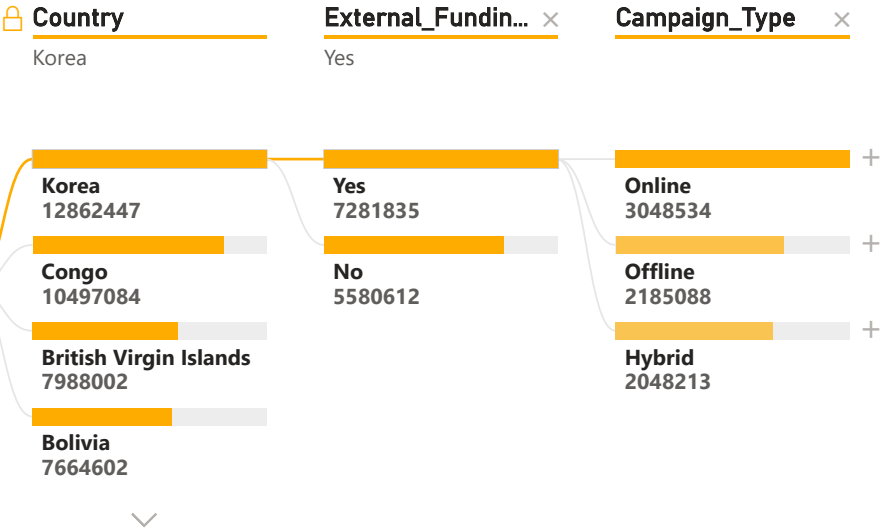 Country
Korea
External_Fundin...
Yes
Campaign_Type
Korea
12862447
Congo
10497084
British Virgin Islands
7988002
Bolivia
7664602
Yes
7281835
No
5580612
Online
3048534
Offline
2185088
Hybrid
2048213